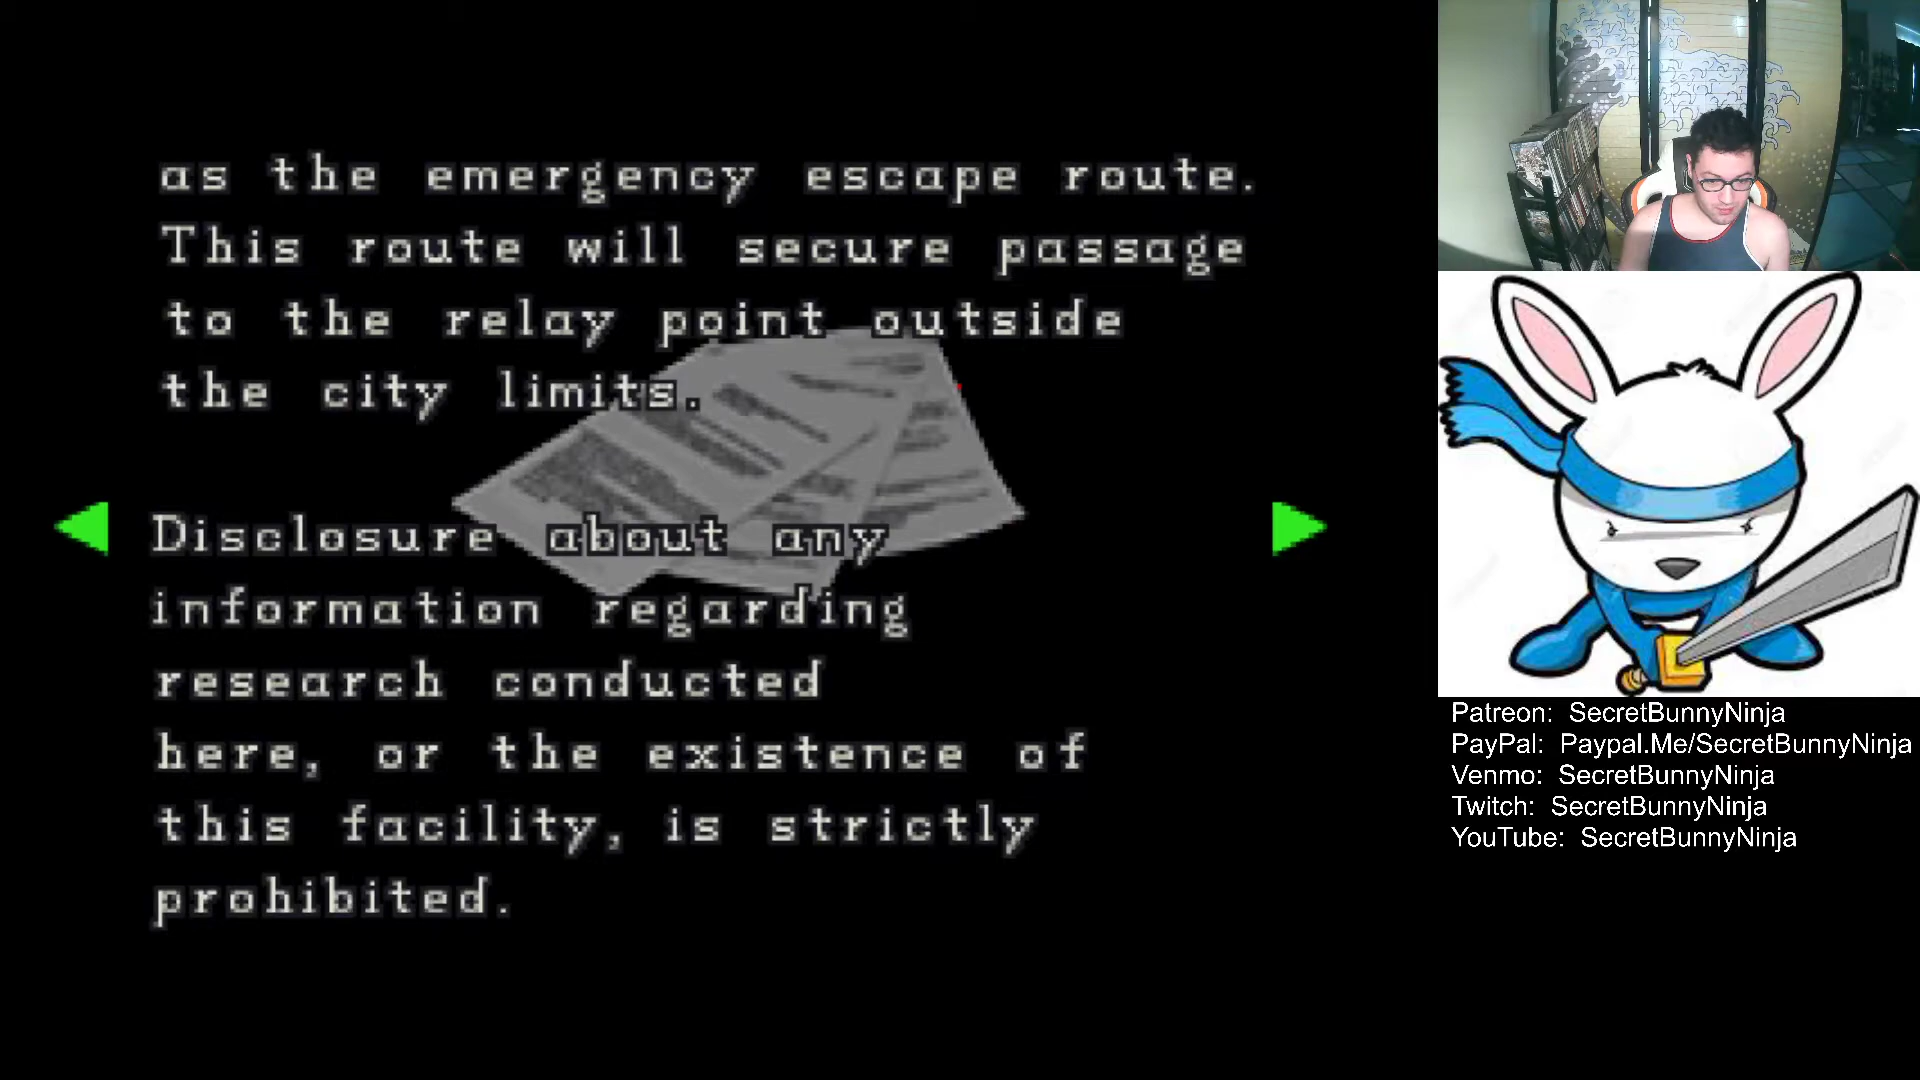 as the emergency escape route.
This route will secure passage
to the relay point outside
the city limits.
Disclosure about any
information regarding
research conducted
here, or the existence of
this facility, is strictly
prohibited.
Patreon: SecretBunnyNinja
PayPal: Paypal.Me/SecretBunnyNinja
Venmo: SecretBunnyNinja
Twitch: SecretBunnyNinja
YouTube: SecretBunnyNinja